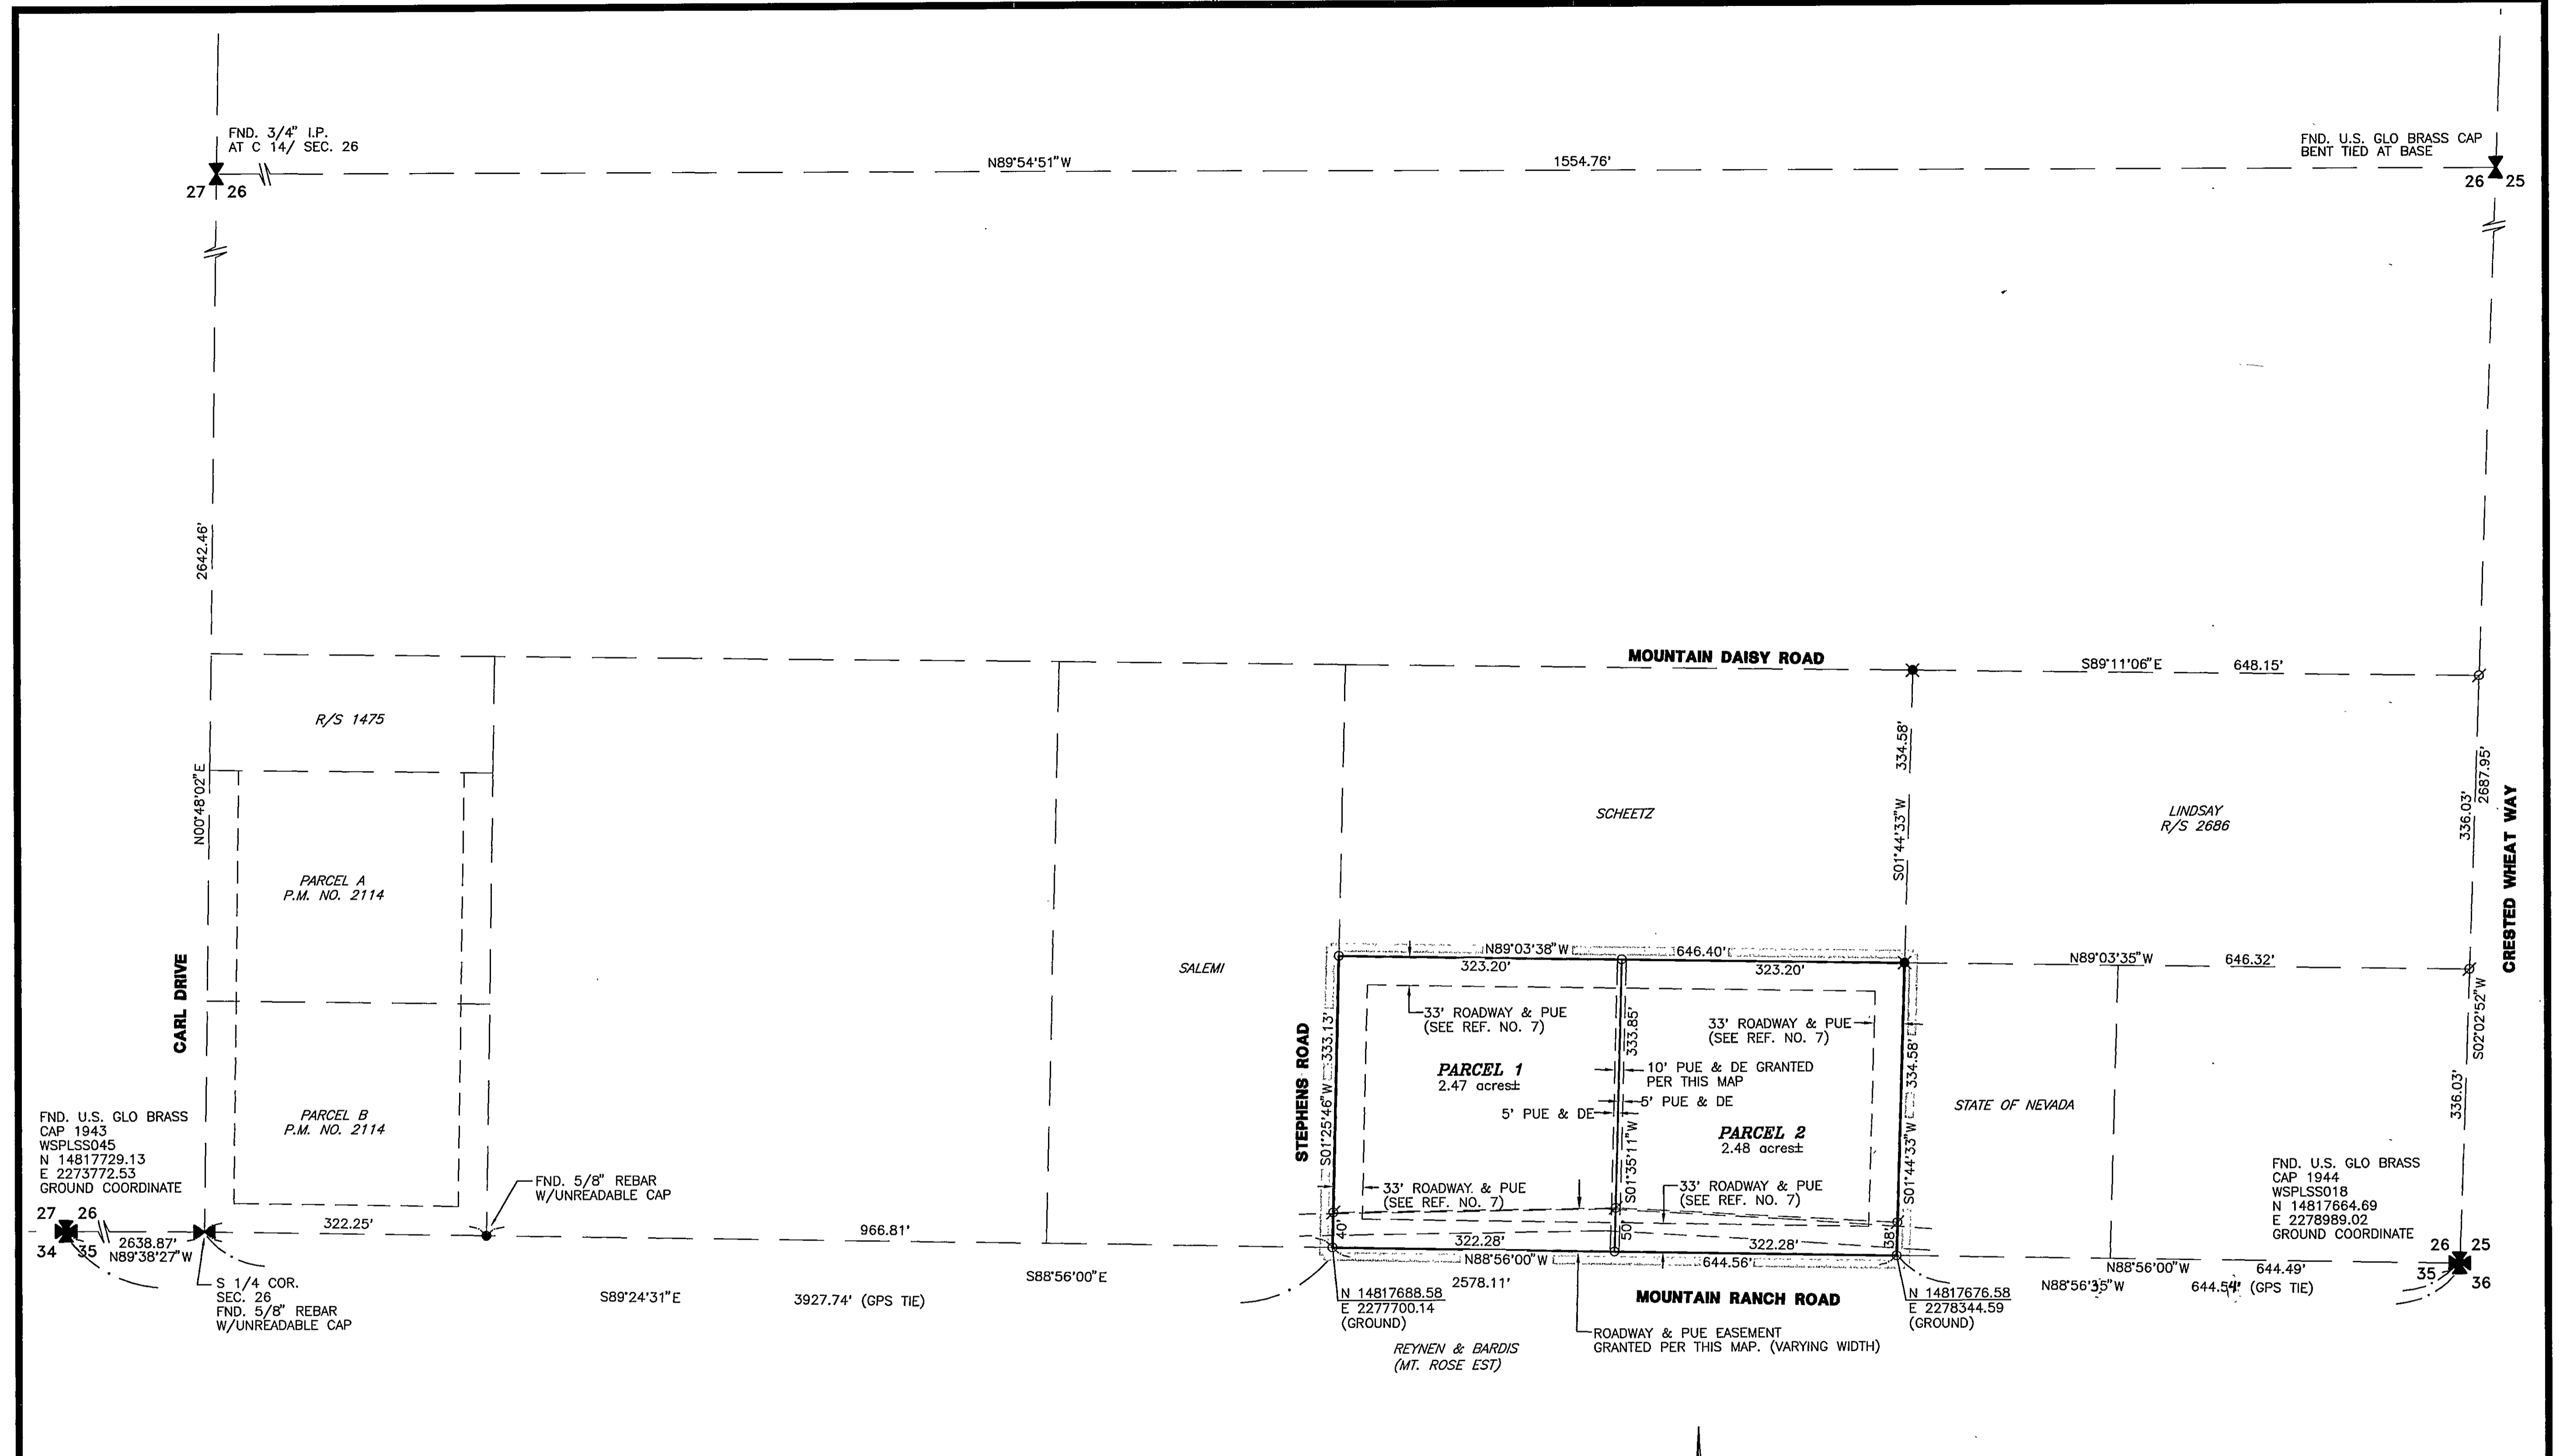 FND. 3/4" I.P.
AT C 14/ SEC. 26
27 26
N89°54'51"W
1554.76'
FND. U.S. GLO BRASS CAP
BENT TIED AT BASE
26 25
2642.46'
N00°48'02"E
CARL DRIVE
R/S 1475
PARCEL A
P.M. NO. 2114
PARCEL B
P.M. NO. 2114
FND. U.S. GLO BRASS
CAP 1943
WSPLSS045
N 14817729.13
E 2273772.53
GROUND COORDINATE
27 26
34 35
2638.87'
N89°38'27"W
S 1/4 COR.
SEC. 26
FND. 5/8" REBAR
W/UNREADABLE CAP
322.25'
FND. 5/8" REBAR
W/UNREADABLE CAP
966.81'
S88°56'00"E
2578.11'
S89°24'31"E
3927.74' (GPS TIE)
SALEMI
MOUNTAIN DAISY ROAD
S89°11'06"E
648.15'
SCHEETZ
334.58'
S01°44'33"W
LINDSAY
R/S 2686
336.03'
2687.95'
CRESTED WHEAT WAY
S02°02'52"W
336.03'
N89°03'38"W
646.40'
323.20'
323.20'
N89°03'35"W
646.32'
STEPHENS ROAD
S01°25'46"W
333.13'
33' ROADWAY & PUE
(SEE REF. NO. 7)
33' ROADWAY & PUE
(SEE REF. NO. 7)
333.85'
PARCEL 1
2.47 acres±
10' PUE & DE GRANTED
PER THIS MAP
5' PUE & DE
5' PUE & DE
S01°35'11"W
PARCEL 2
2.48 acres±
334.58'
S01°44'33"W
STATE OF NEVADA
33' ROADWAY & PUE
(SEE REF. NO. 7)
33' ROADWAY & PUE
(SEE REF. NO. 7)
40'
50'
38'
322.28'
322.28'
N88°56'00"W
644.56'
N 14817688.58
E 2277700.14
(GROUND)
MOUNTAIN RANCH ROAD
N 14817676.58
E 2278344.59
(GROUND)
ROADWAY & PUE EASEMENT
GRANTED PER THIS MAP. (VARYING WIDTH)
REYNEN & BARDIS
(MT. ROSE EST)
FND. U.S. GLO BRASS
CAP 1944
WSPLSS018
N 14817664.69
E 2278989.02
GROUND COORDINATE
26 25
35 36
N88°56'00"W
644.49'
N88°56'35"W
644.54' (GPS TIE)